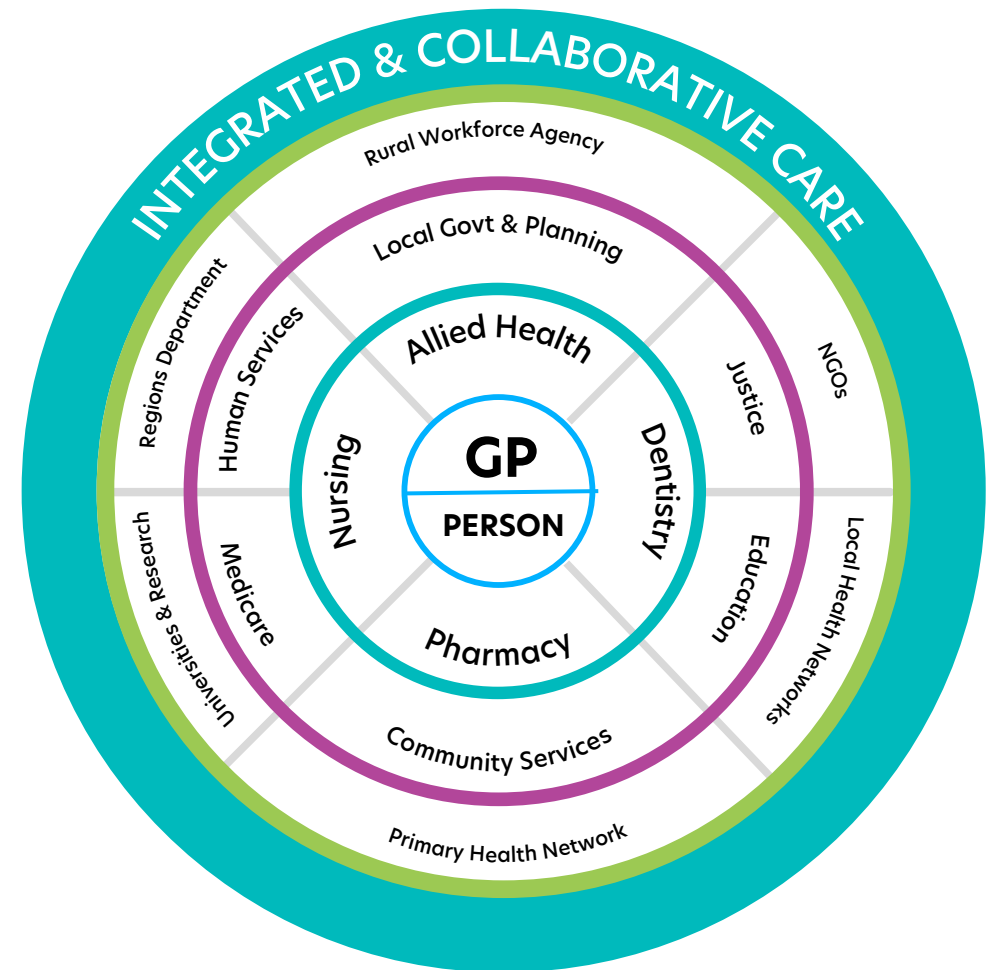 INTEGRATED & COLLABORATIVE CARE
Rural Workforce Agency
Local Govt & Planning
Allied Health
Regions Department
Human Services
Nursing
GP
PERSON
Dentistry
Justice
NGOs
Universities & Research
Medicare
Pharmacy
Education
Local Health Networks
Community Services
Primary Health Network